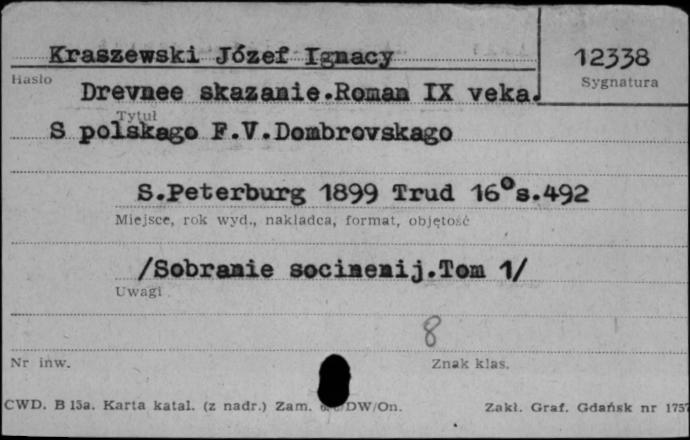 Kraszewski Józef Ignacy
12338
Hasło
Sygnatura
Drevnee skazanie.Roman IX veka.
Tytuł
S polskago F.V.Dombrovskago
S.Peterburg 1899 Trud 16°s.492
Miejsce, rok wyd., nakładca, format, objętość
/Sobranie socinenij.Tom 1/
Uwagi
8
Nr inw.
Znak klas.
CWD. B 15a. Karta katal. (z nadr.) Zam. DW/On.
Zakł. Graf. Gdańsk nr 1757